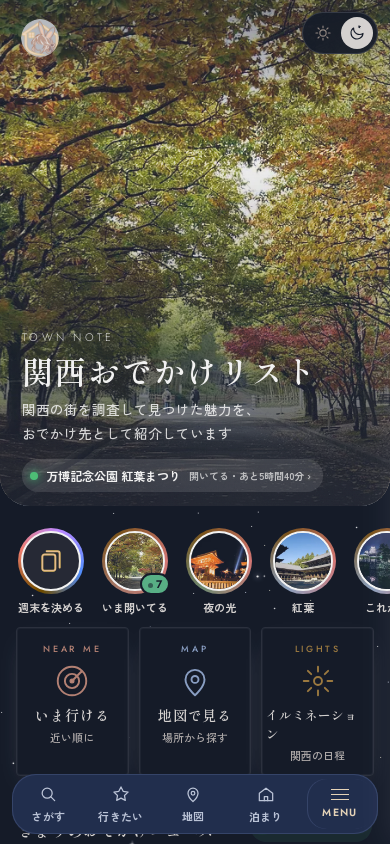 TOWN NOTE
関西おでかけリスト
関西の街を調査して見つけた魅力を、
おでかけ先として紹介しています
万博記念公園 紅葉まつり 開いてる・あと5時間40分 ›
7
週末を決める いま開いてる 夜の光 紅葉 これか
NEAR ME
いま行ける
近い順に
MAP
地図で見る
場所から探す
LIGHTS
イルミネーショ
ン
関西の日程
さがす 行きたい 地図 泊まり MENU